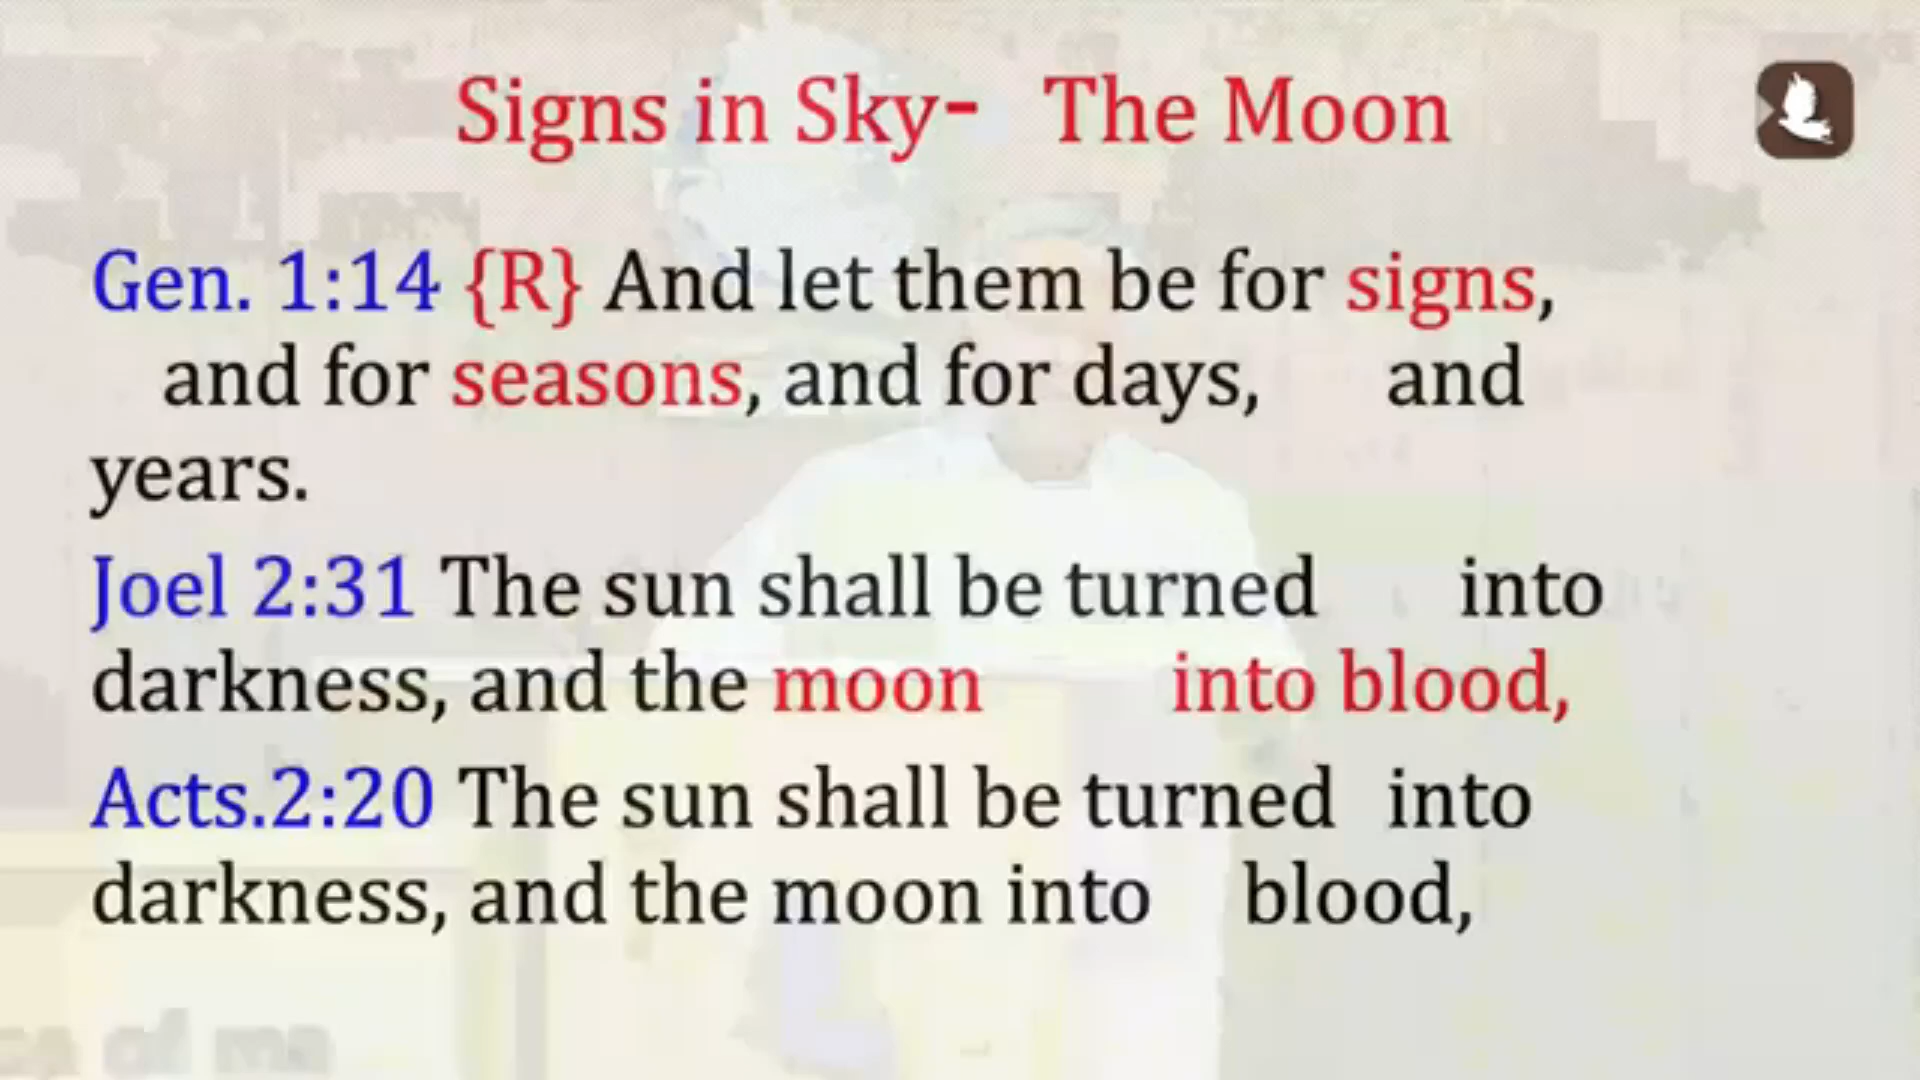 Signs in Sky- The Moon
Gen. 1:14 {R} And let them be for signs,
and for seasons, and for days, and
years.
Joel 2:31 The sun shall be turned into
darkness, and the moon into blood,
Acts.2:20 The sun shall be turned into
darkness, and the moon into blood,